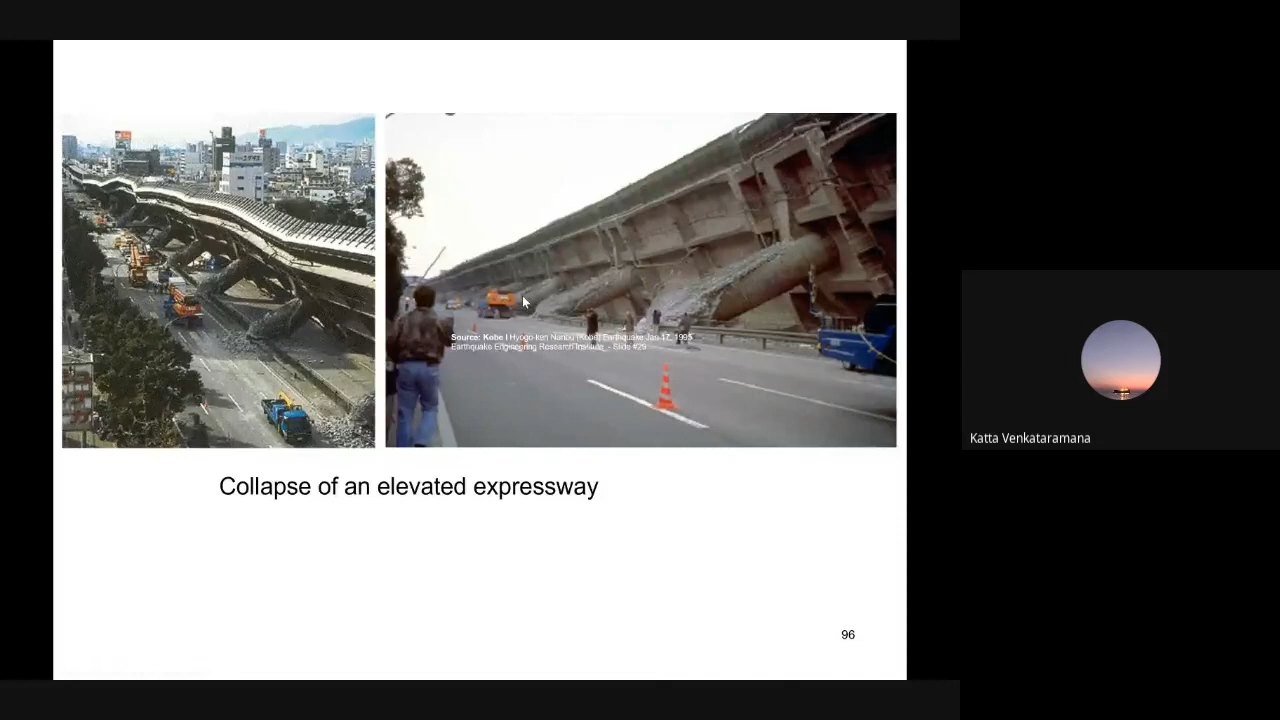 Source: Kobe I Hyogo-ken Nanbu (Kobe) Earthquake Jan 17, 1995
Earthquake Engineering Research Institute - Slide #29
Collapse of an elevated expressway
96
Katta Venkataramana